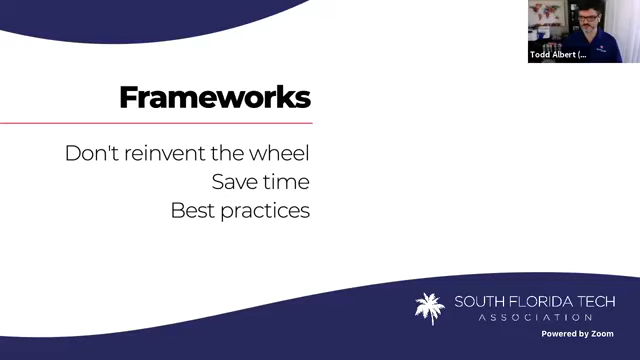 Todd Albert (...
Frameworks
Don't reinvent the wheel
Save time
Best practices
SOUTH FLORIDA TECH
ASSOCIATION
Powered by Zoom